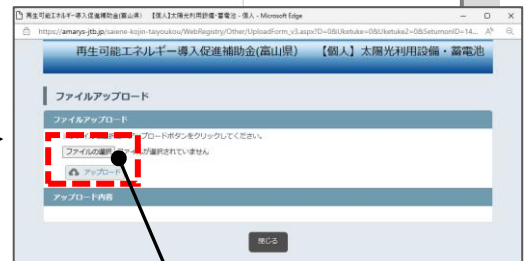 再生可能エネルギー導入促進補助金(富山県) 【個人】太陽光利用設備・蓄電池 - 個人 - Microsoft Edge
https://amarys-jtb.jp/saiene-kojin-taiyoukou/WebRegistry/Other/UploadForm_v3.aspx?D=0&Uketuke=0&Uketuke2=0&SetumonID=14...
再生可能エネルギー導入促進補助金(富山県) 【個人】太陽光利用設備・蓄電池
ファイルアップロード
ファイルアップロード
プロードボタンをクリックしてください。
ファイルの選択 が選択されていません
アップロード
アップロード内容
閉じる